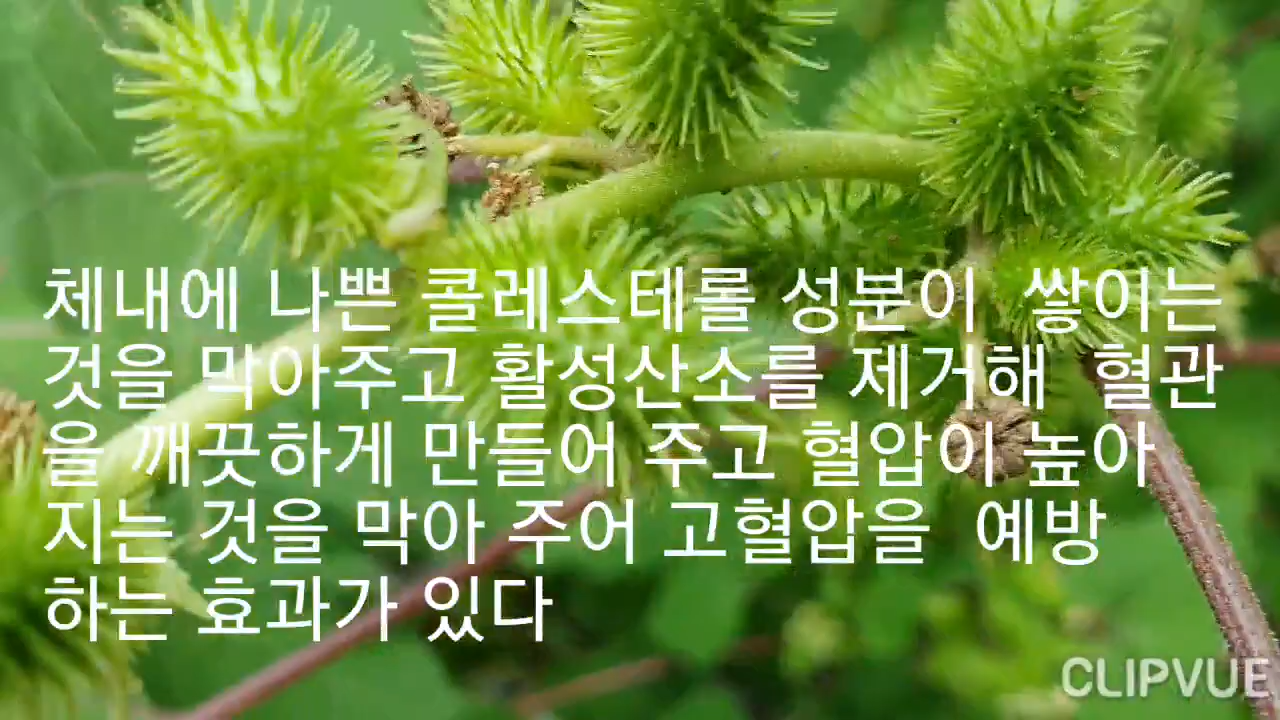 체내에 나쁜 콜레스테롤 성분이 쌓이는
것을 막아주고 활성산소를 제거해 혈관
을 깨끗하게 만들어 주고 혈압이 높아
지는 것을 막아 주어 고혈압을 예방
하는 효과가 있다
CLIPVUE